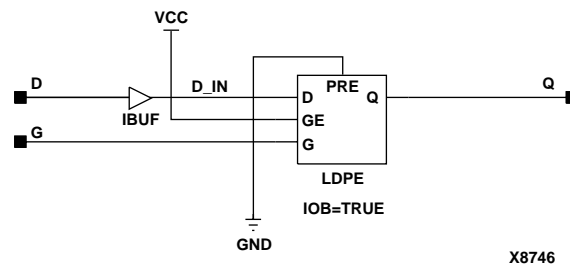 VCC
D
D_IN
PRE
Q
Q
D
IBUF
GE
G
G
LDPE
IOB=TRUE
GND
X8746